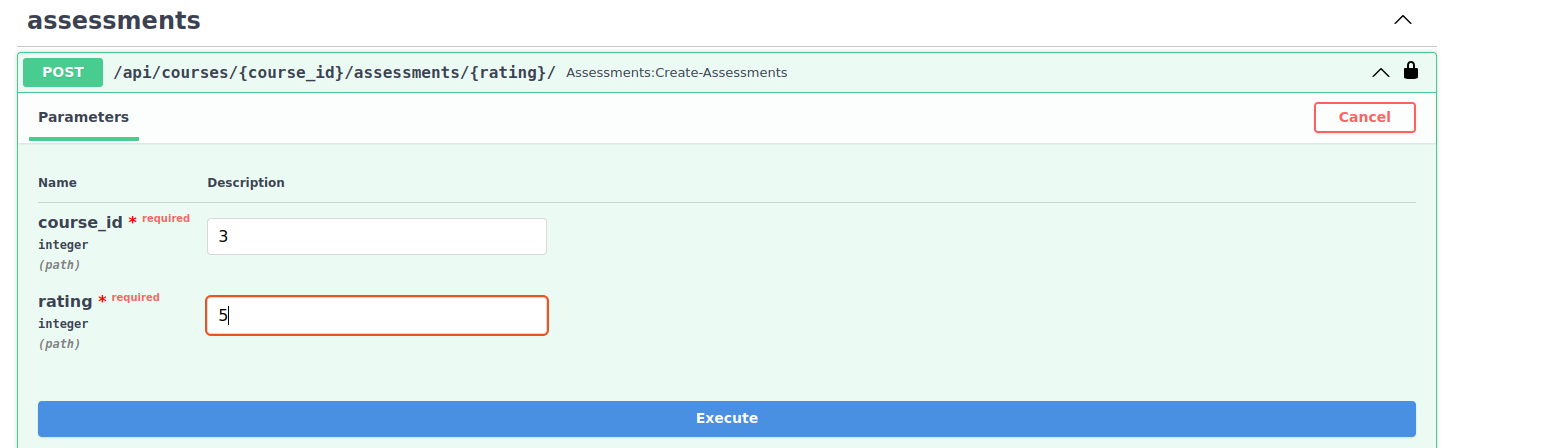 assessments
POST /api/courses/{course_id}/assessments/{rating}/ Assessments:Create-Assessments
Parameters
Cancel
Name Description
course_id * required
integer
(path)
3
rating * required
integer
(path)
5
Execute